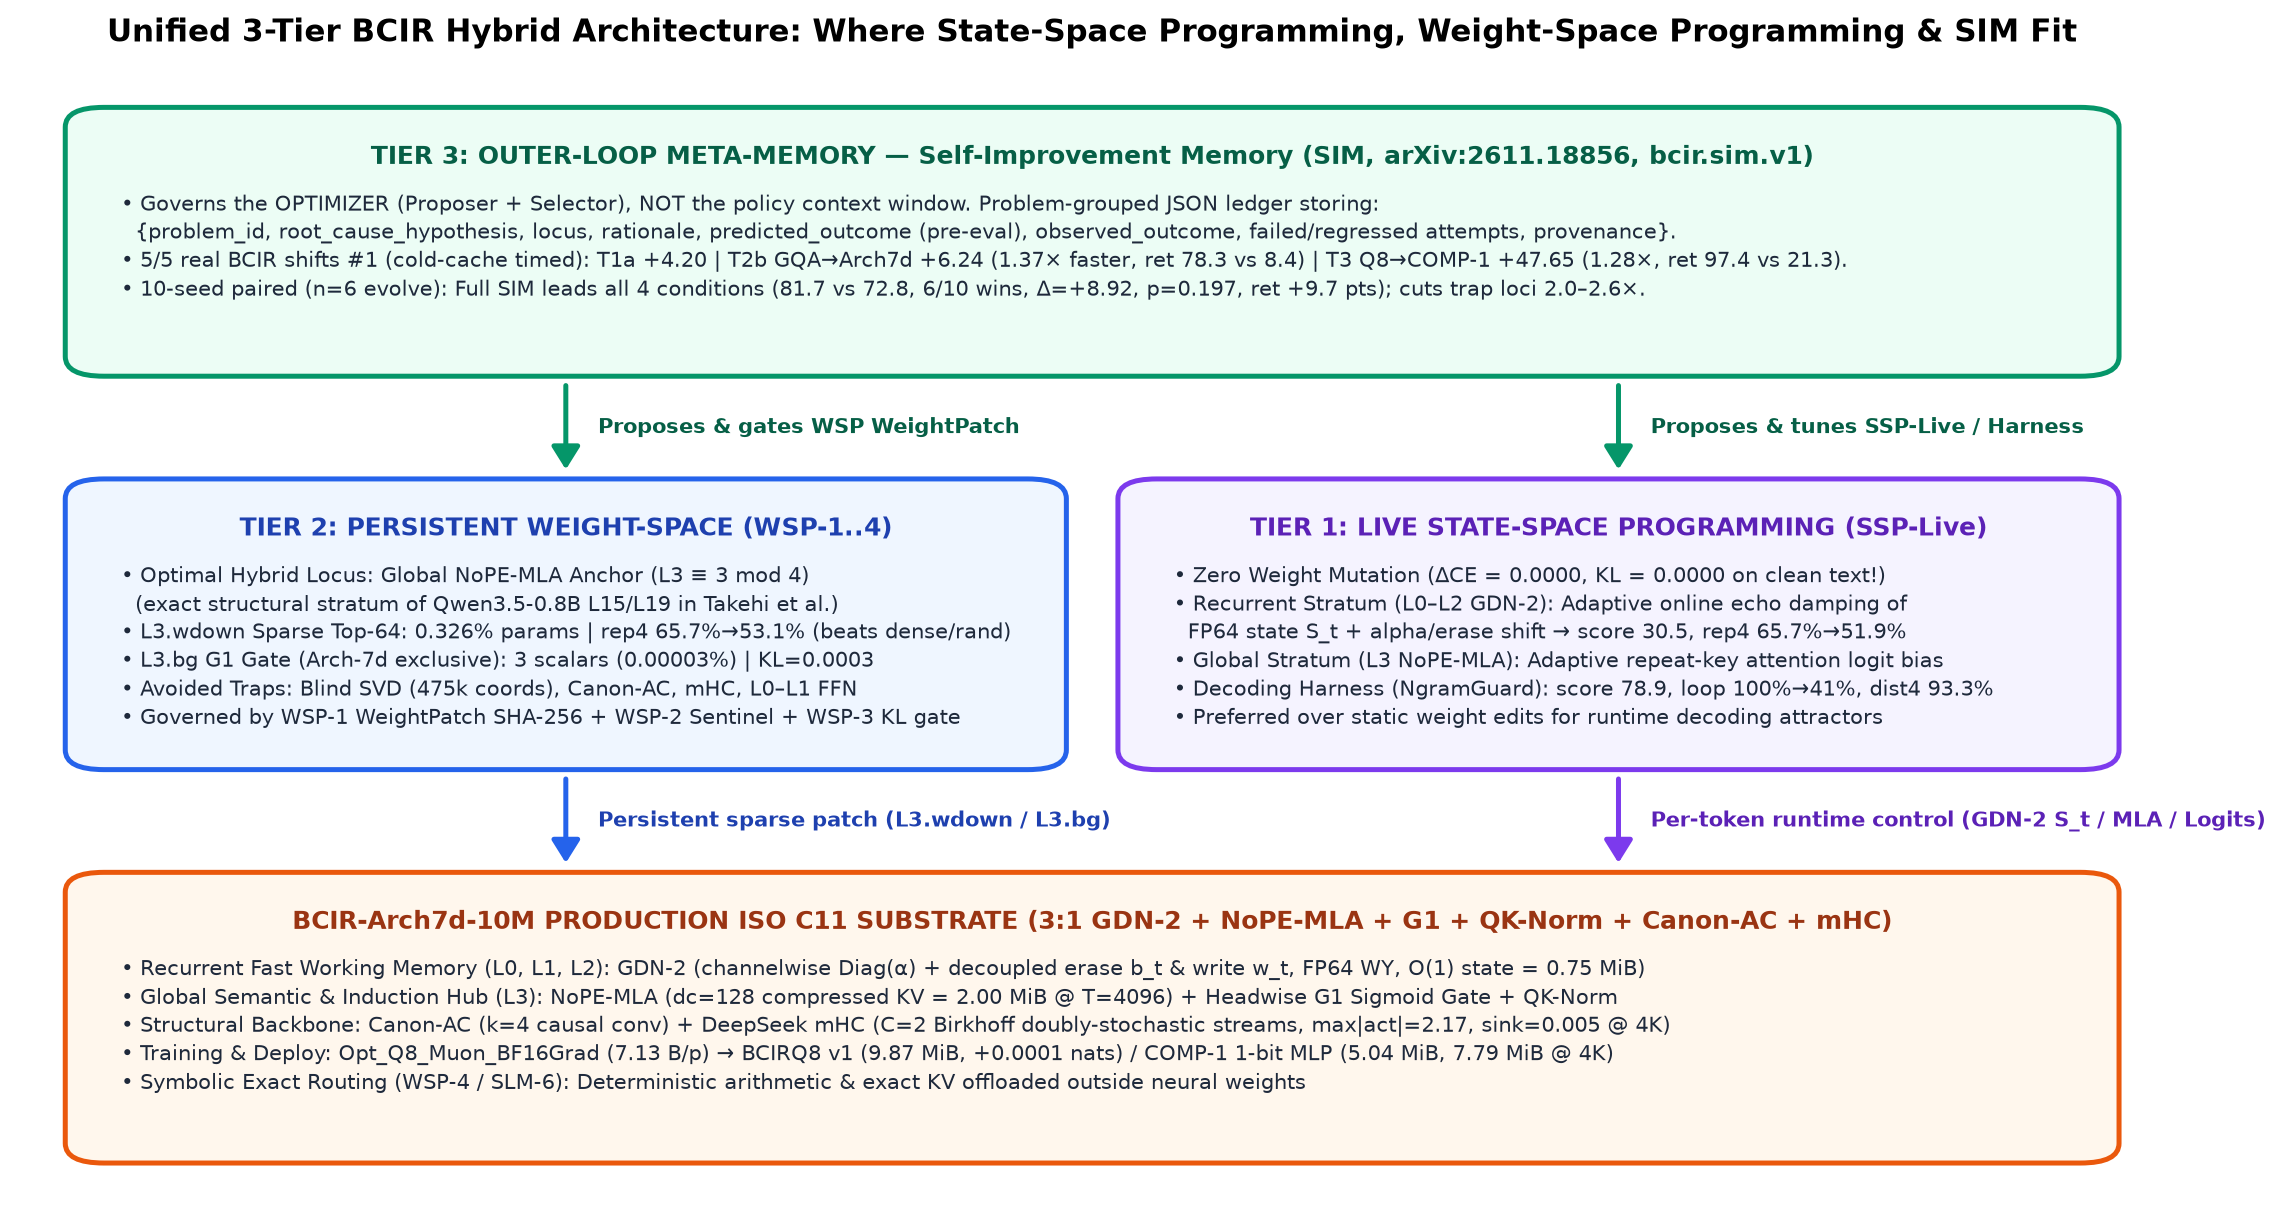 Unified 3-Tier BCIR Hybrid Architecture: Where State-Space Programming, Weight-Space Programming & SIM Fit
TIER 3: OUTER-LOOP META-MEMORY — Self-Improvement Memory (SIM, arXiv:2611.18856, bcir.sim.v1)
• Governs the OPTIMIZER (Proposer + Selector), NOT the policy context window. Problem-grouped JSON ledger storing:
{problem_id, root_cause_hypothesis, locus, rationale, predicted_outcome (pre-eval), observed_outcome, failed/regressed attempts, provenance}.
• 5/5 real BCIR shifts #1 (cold-cache timed): T1a +4.20 | T2b GQA→Arch7d +6.24 (1.37× faster, ret 78.3 vs 8.4) | T3 Q8→COMP-1 +47.65 (1.28×, ret 97.4 vs 21.3).
• 10-seed paired (n=6 evolve): Full SIM leads all 4 conditions (81.7 vs 72.8, 6/10 wins, Δ=+8.92, p=0.197, ret +9.7 pts); cuts trap loci 2.0–2.6×.
Proposes & gates WSP WeightPatch
Proposes & tunes SSP-Live / Harness
TIER 2: PERSISTENT WEIGHT-SPACE (WSP-1..4)
• Optimal Hybrid Locus: Global NoPE-MLA Anchor (L3 ≡ 3 mod 4)
(exact structural stratum of Qwen3.5-0.8B L15/L19 in Takehi et al.)
• L3.wdown Sparse Top-64: 0.326% params | rep4 65.7%→53.1% (beats dense/rand)
• L3.bg G1 Gate (Arch-7d exclusive): 3 scalars (0.00003%) | KL=0.0003
• Avoided Traps: Blind SVD (475k coords), Canon-AC, mHC, L0–L1 FFN
• Governed by WSP-1 WeightPatch SHA-256 + WSP-2 Sentinel + WSP-3 KL gate
TIER 1: LIVE STATE-SPACE PROGRAMMING (SSP-Live)
• Zero Weight Mutation (ΔCE = 0.0000, KL = 0.0000 on clean text!)
• Recurrent Stratum (L0–L2 GDN-2): Adaptive online echo damping of
FP64 state S_t + alpha/erase shift → score 30.5, rep4 65.7%→51.9%
• Global Stratum (L3 NoPE-MLA): Adaptive repeat-key attention logit bias
• Decoding Harness (NgramGuard): score 78.9, loop 100%→41%, dist4 93.3%
• Preferred over static weight edits for runtime decoding attractors
Persistent sparse patch (L3.wdown / L3.bg)
Per-token runtime control (GDN-2 S_t / MLA / Logits)
BCIR-Arch7d-10M PRODUCTION ISO C11 SUBSTRATE (3:1 GDN-2 + NoPE-MLA + G1 + QK-Norm + Canon-AC + mHC)
• Recurrent Fast Working Memory (L0, L1, L2): GDN-2 (channelwise Diag(α) + decoupled erase b_t & write w_t, FP64 WY, O(1) state = 0.75 MiB)
• Global Semantic & Induction Hub (L3): NoPE-MLA (dc=128 compressed KV = 2.00 MiB @ T=4096) + Headwise G1 Sigmoid Gate + QK-Norm
• Structural Backbone: Canon-AC (k=4 causal conv) + DeepSeek mHC (C=2 Birkhoff doubly-stochastic streams, max|act|=2.17, sink=0.005 @ 4K)
• Training & Deploy: Opt_Q8_Muon_BF16Grad (7.13 B/p) → BCIRQ8 v1 (9.87 MiB, +0.0001 nats) / COMP-1 1-bit MLP (5.04 MiB, 7.79 MiB @ 4K)
• Symbolic Exact Routing (WSP-4 / SLM-6): Deterministic arithmetic & exact KV offloaded outside neural weights